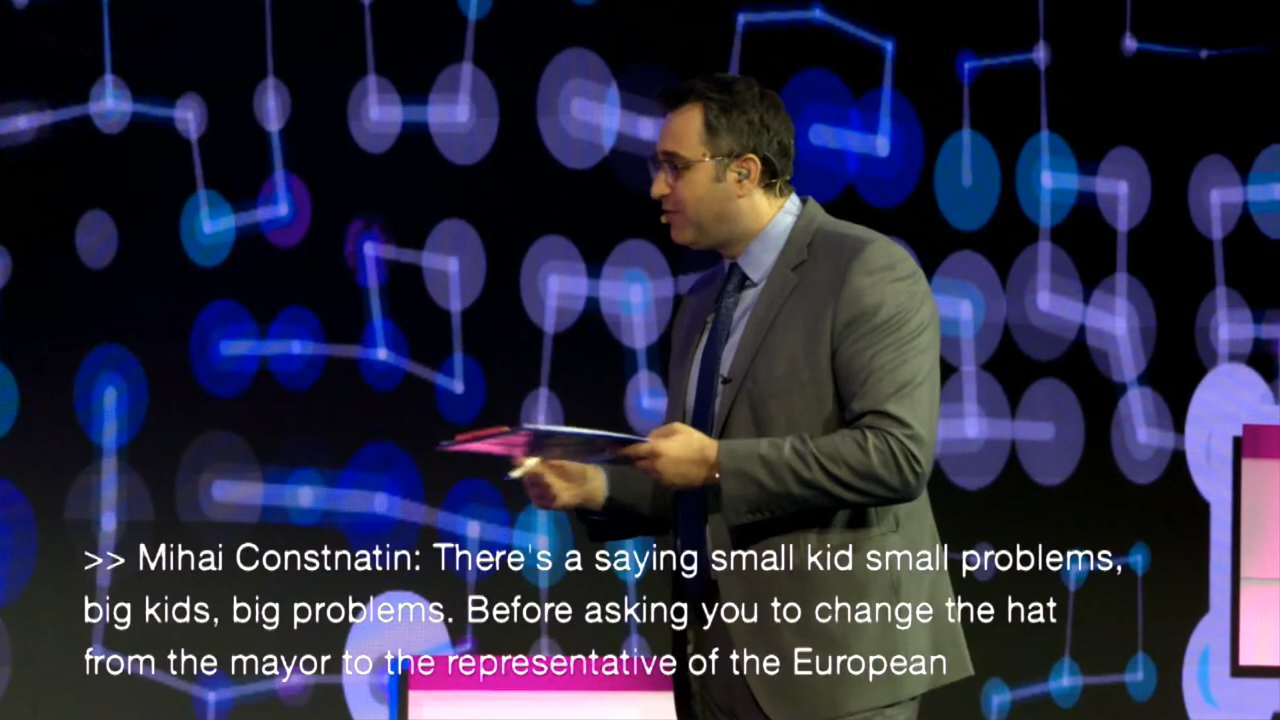 >> Mihai Constnatin: There's a saying small kid small problems,
big kids, big problems. Before asking you to change the hat
from the mayor to the representative of the European